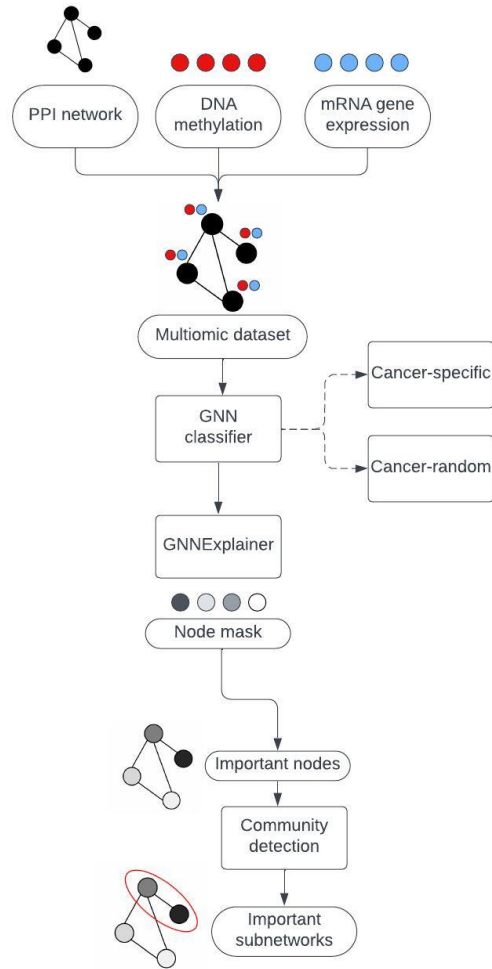 PPI network
DNA
methylation
mRNA gene
expression
Multiomic dataset
GNN
classifier
Cancer-specific
Cancer-random
GNNExplainer
Node mask
Important nodes
Community
detection
Important
subnetworks